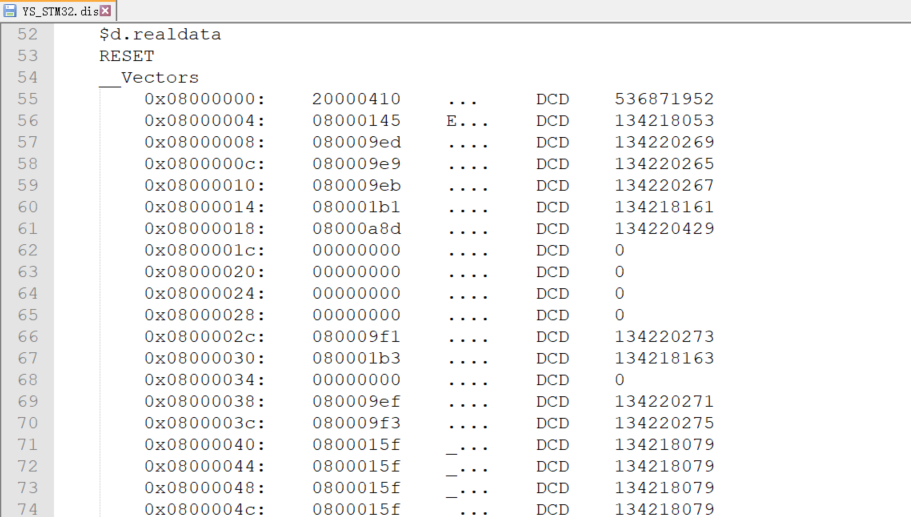 YS_STM32.dis
52 $d.realdata
53 RESET
54 __Vectors
55 0x08000000: 20000410 ... DCD 536871952
56 0x08000004: 08000145 E... DCD 134218053
57 0x08000008: 080009ed .... DCD 134220269
58 0x0800000c: 080009e9 .... DCD 134220265
59 0x08000010: 080009eb .... DCD 134220267
60 0x08000014: 080001b1 .... DCD 134218161
61 0x08000018: 08000a8d .... DCD 134220429
62 0x0800001c: 00000000 .... DCD 0
63 0x08000020: 00000000 .... DCD 0
64 0x08000024: 00000000 .... DCD 0
65 0x08000028: 00000000 .... DCD 0
66 0x0800002c: 080009f1 .... DCD 134220273
67 0x08000030: 080001b3 .... DCD 134218163
68 0x08000034: 00000000 .... DCD 0
69 0x08000038: 080009ef .... DCD 134220271
70 0x0800003c: 080009f3 .... DCD 134220275
71 0x08000040: 0800015f _... DCD 134218079
72 0x08000044: 0800015f _... DCD 134218079
73 0x08000048: 0800015f _... DCD 134218079
74 0x0800004c: 0800015f _... DCD 134218079